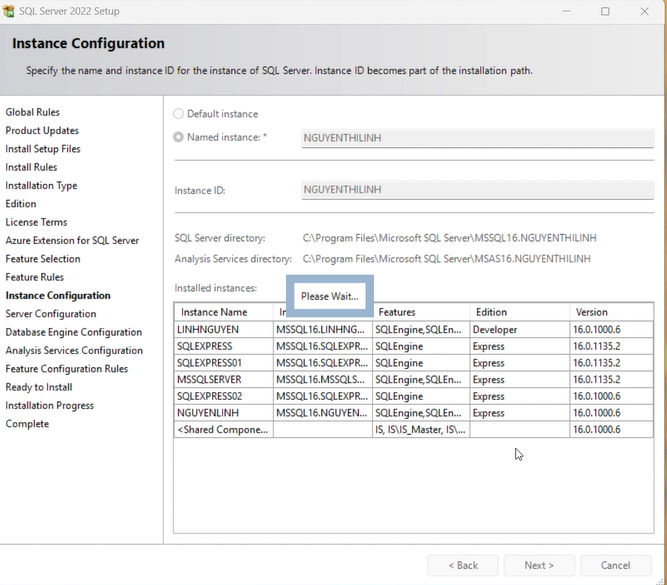 SQL Server 2022 Setup
Instance Configuration
Specify the name and instance ID for the instance of SQL Server. Instance ID becomes part of the installation path.
Global Rules
Product Updates
Install Setup Files
Install Rules
Installation Type
Edition
License Terms
Azure Extension for SQL Server
Feature Selection
Feature Rules
Instance Configuration
Server Configuration
Database Engine Configuration
Analysis Services Configuration
Feature Configuration Rules
Ready to Install
Installation Progress
Complete
Default instance
Named instance: * NGUYENTHILINH
Instance ID: NGUYENTHILINH
SQL Server directory: C:\Program Files\Microsoft SQL Server\MSSQL16.NGUYENTHILINH
Analysis Services directory: C:\Program Files\Microsoft SQL Server\MSAS16.NGUYENTHILINH
Installed instances:
Please Wait...
Instance Name Features Edition Version
LINHNGUYEN MSSQL16.LINHNG... SQLEngine,SQLEn... Developer 16.0.1000.6
SQLEXPRESS MSSQL16.SQLEXPR... SQLEngine Express 16.0.1135.2
SQLEXPRESS01 MSSQL16.SQLEXPR... SQLEngine Express 16.0.1135.2
MSSQLSERVER MSSQL16.MSSQLS... SQLEngine,SQLEn... Express 16.0.1135.2
SQLEXPRESS02 MSSQL16.SQLEXPR... SQLEngine Express 16.0.1000.6
NGUYENLINH MSSQL16.NGUYEN... SQLEngine,SQLEn... Express 16.0.1000.6
<Shared Compone... IS, IS\IS_Master, IS\... 16.0.1000.6
< Back Next > Cancel